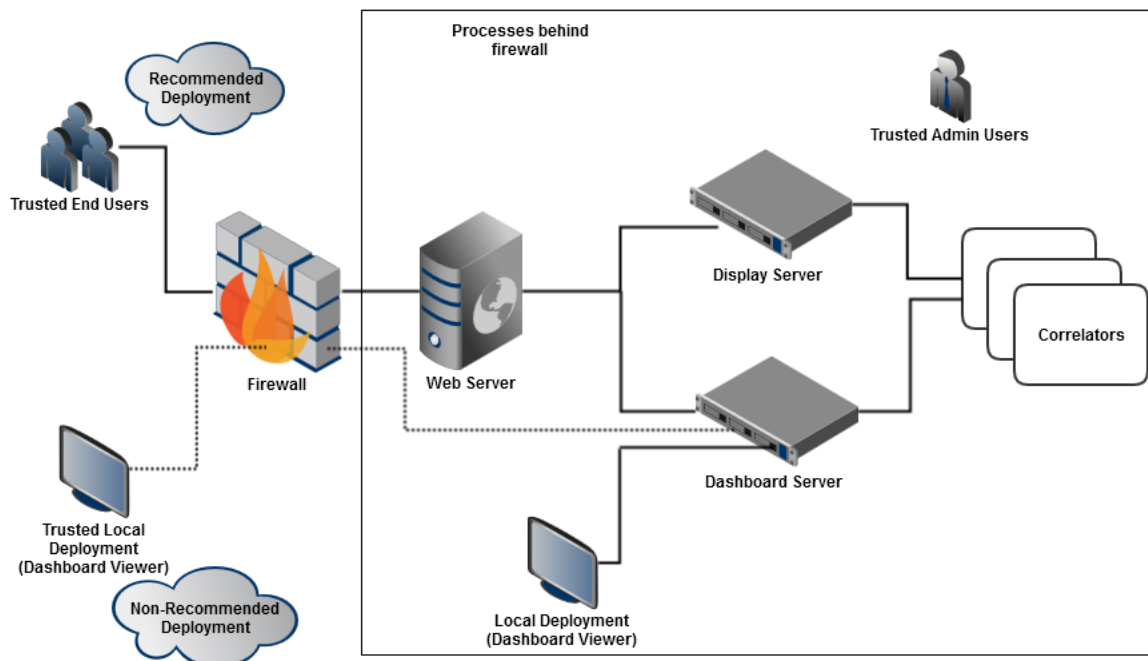 Processes behind
firewall
Recommended
Deployment
Trusted Admin Users
Trusted End Users
Display Server
Correlators
Firewall
Web Server
Dashboard Server
Trusted Local
Deployment
(Dashboard Viewer)
Non-Recommended
Deployment
Local Deployment
(Dashboard Viewer)